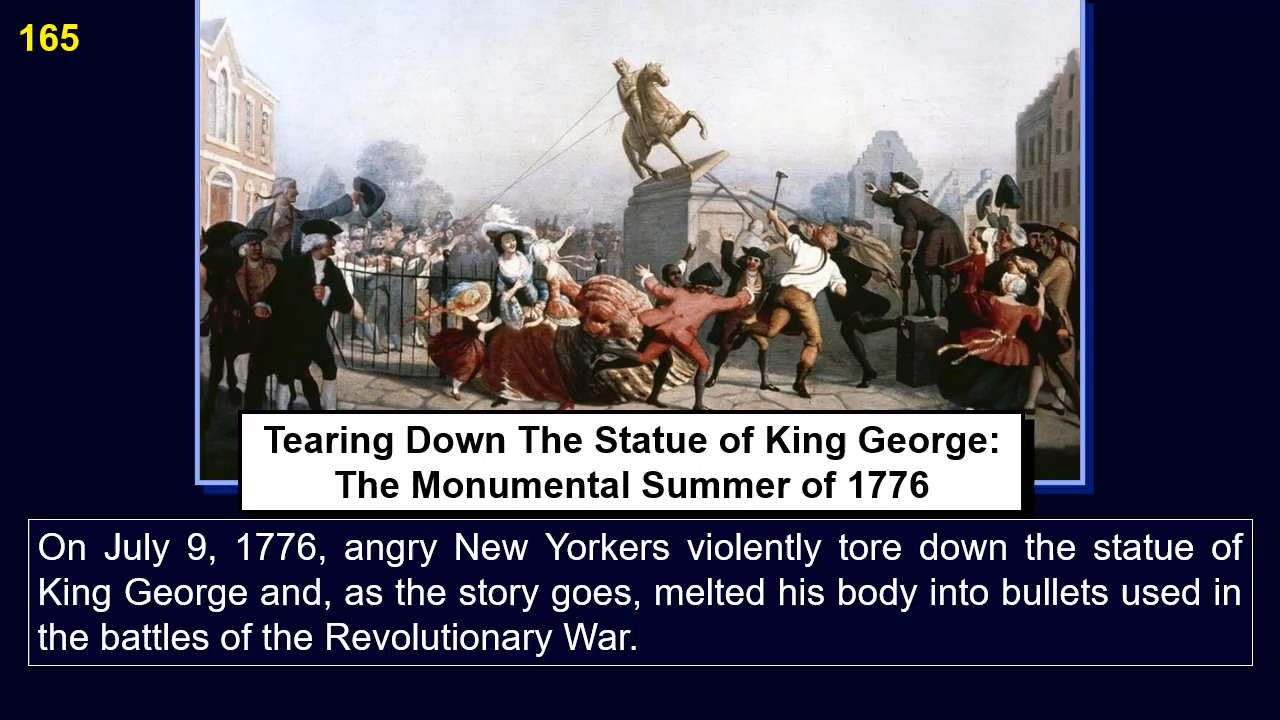 165
Tearing Down The Statue of King George:
The Monumental Summer of 1776
On July 9, 1776, angry New Yorkers violently tore down the statue of
King George and, as the story goes, melted his body into bullets used in
the battles of the Revolutionary War.